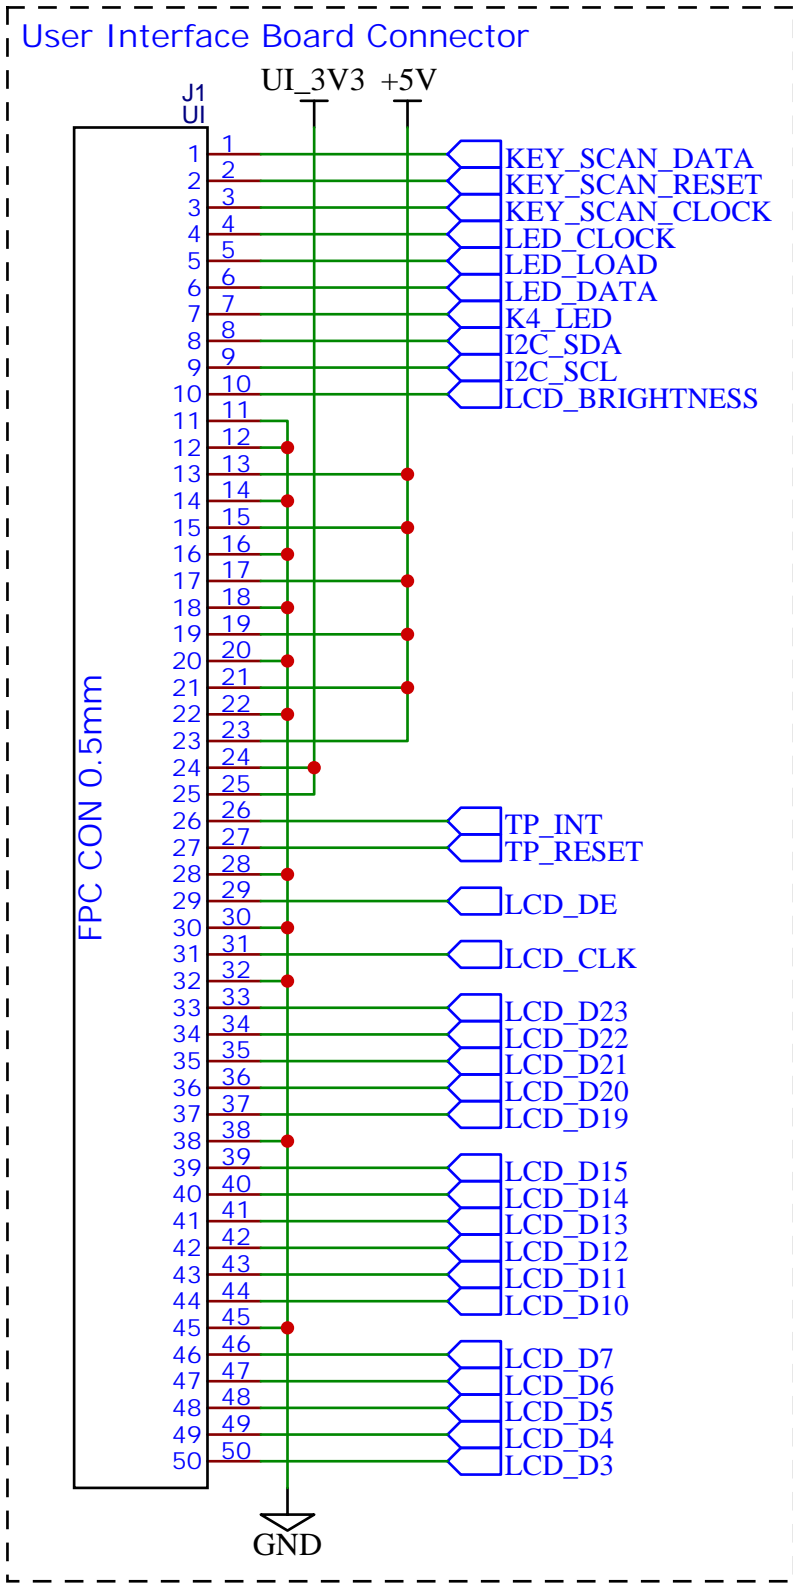 User Interface Board Connector
UI_3V3 +5V
J1
UI
1 1 KEY_SCAN_DATA
2 2 KEY_SCAN_RESET
3 3 KEY_SCAN_CLOCK
4 4 LED_CLOCK
5 5 LED_LOAD
6 6 LED_DATA
7 7 K4_LED
8 8 I2C_SDA
9 9 I2C_SCL
10 10 LCD_BRIGHTNESS
11 11
12 12
13 13
14 14
15 15
16 16
17 17
18 18
19 19
20 20
21 21
22 22
23 23
24 24
25 25
26 26 TP_INT
27 27 TP_RESET
28 28
29 29 LCD_DE
30 30
31 31 LCD_CLK
32 32
33 33 LCD_D23
34 34 LCD_D22
35 35 LCD_D21
36 36 LCD_D20
37 37 LCD_D19
38 38
39 39 LCD_D15
40 40 LCD_D14
41 41 LCD_D13
42 42 LCD_D12
43 43 LCD_D11
44 44 LCD_D10
45 45
46 46 LCD_D7
47 47 LCD_D6
48 48 LCD_D5
49 49 LCD_D4
50 50 LCD_D3
FPC CON 0.5mm
GND